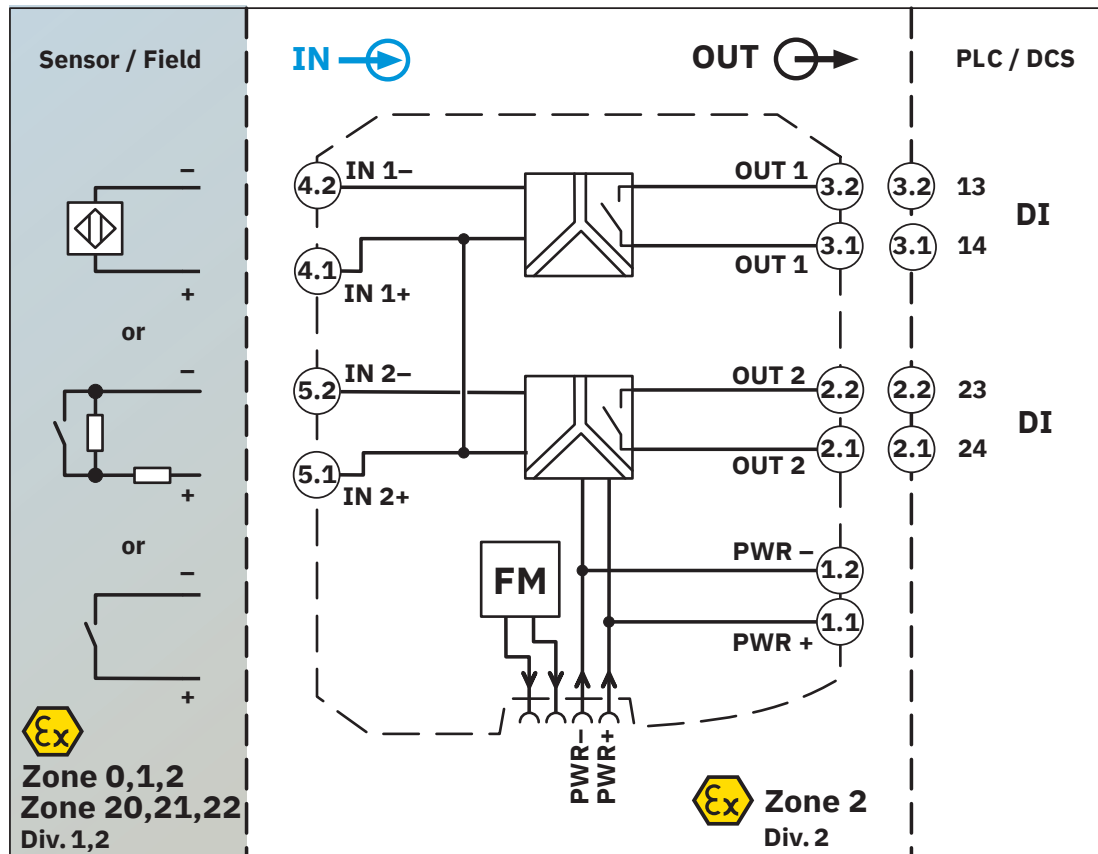 Sensor / Field
IN
OUT
PLC / DCS
–
+
or
–
+
or
–
+
Ex
Zone 0,1,2
Zone 20,21,22
Div. 1,2
4.2
IN 1–
4.1
IN 1+
5.2
IN 2–
5.1
IN 2+
FM
OUT 1
3.2
3.1
OUT 1
OUT 2
2.2
2.1
OUT 2
PWR –
1.2
1.1
PWR +
PWR–
PWR+
3.2
13
3.1
14
DI
2.2
23
2.1
24
DI
Ex
Zone 2
Div. 2